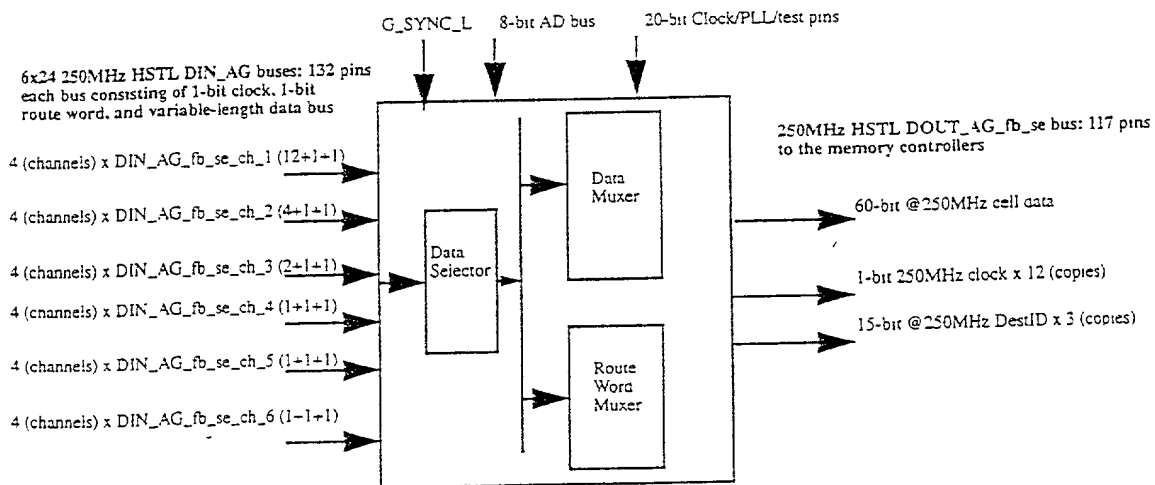 G_SYNC_L
8-bit AD bus
20-bit Clock/PLL/test pins
6x24 250MHz HSTL DIN_AG buses: 132 pins
each bus consisting of 1-bit clock, 1-bit
route word, and variable-length data bus
4 (channels) x DIN_AG_fb_se_ch_1 (12+1+1)
4 (channels) x DIN_AG_fb_se_ch_2 (4+1+1)
4 (channels) x DIN_AG_fb_se_ch_3 (2+1+1)
4 (channels) x DIN_AG_fb_se_ch_4 (1+1+1)
4 (channels) x DIN_AG_fb_se_ch_5 (1+1+1)
4 (channels) x DIN_AG_fb_se_ch_6 (1+1+1)
Data
Selector
Data
Muxer
Route
Word
Muxer
250MHz HSTL DOUT_AG_fb_se bus: 117 pins
to the memory controllers
60-bit @250MHz cell data
1-bit 250MHz clock x 12 (copies)
15-bit @250MHz DestID x 3 (copies)